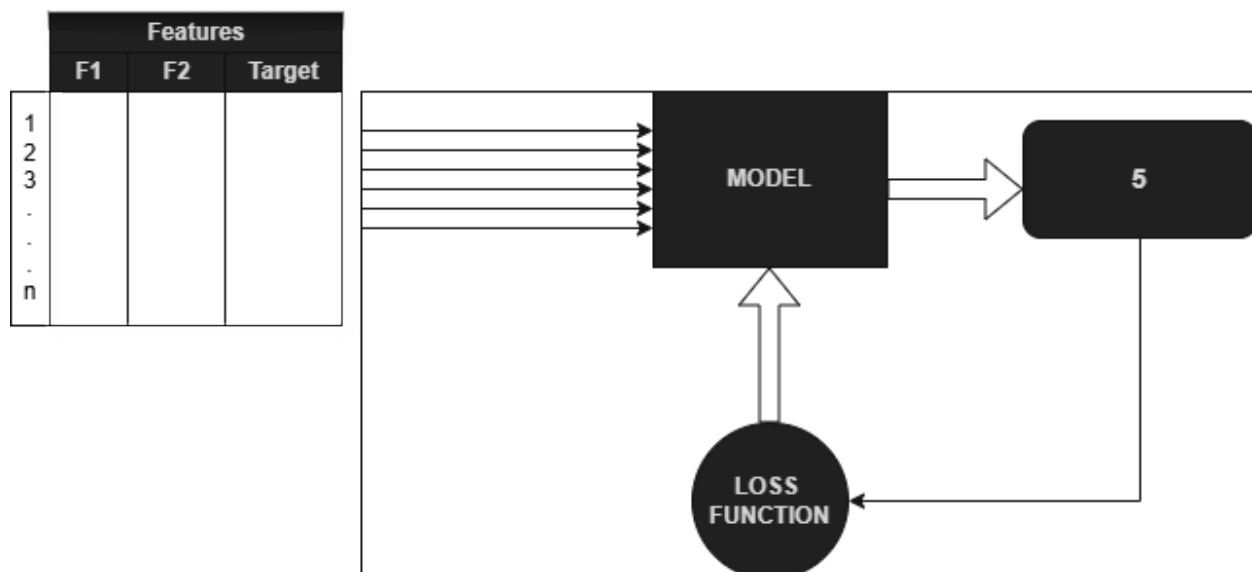 Features
F1 F2 Target
1
2
3
.
.
.
n
MODEL
5
LOSS
FUNCTION